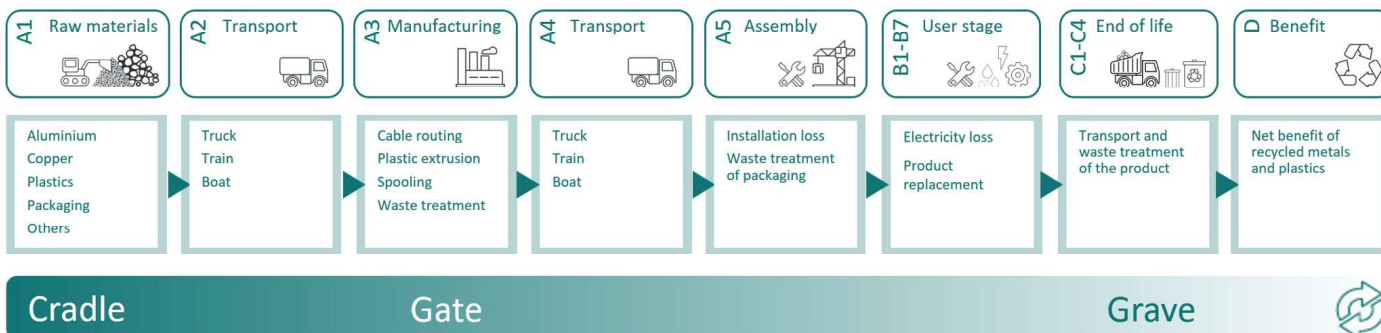 A1 Raw materials
A2 Transport
A3 Manufacturing
A4 Transport
A5 Assembly
B1-B7 User stage
C1-C4 End of life
D Benefit
Aluminium
Copper
Plastics
Packaging
Others
Truck
Train
Boat
Cable routing
Plastic extrusion
Spooling
Waste treatment
Truck
Train
Boat
Installation loss
Waste treatment
of packaging
Electricity loss
Product
replacement
Transport and
waste treatment
of the product
Net benefit of
recycled metals
and plastics
Cradle
Gate
Grave